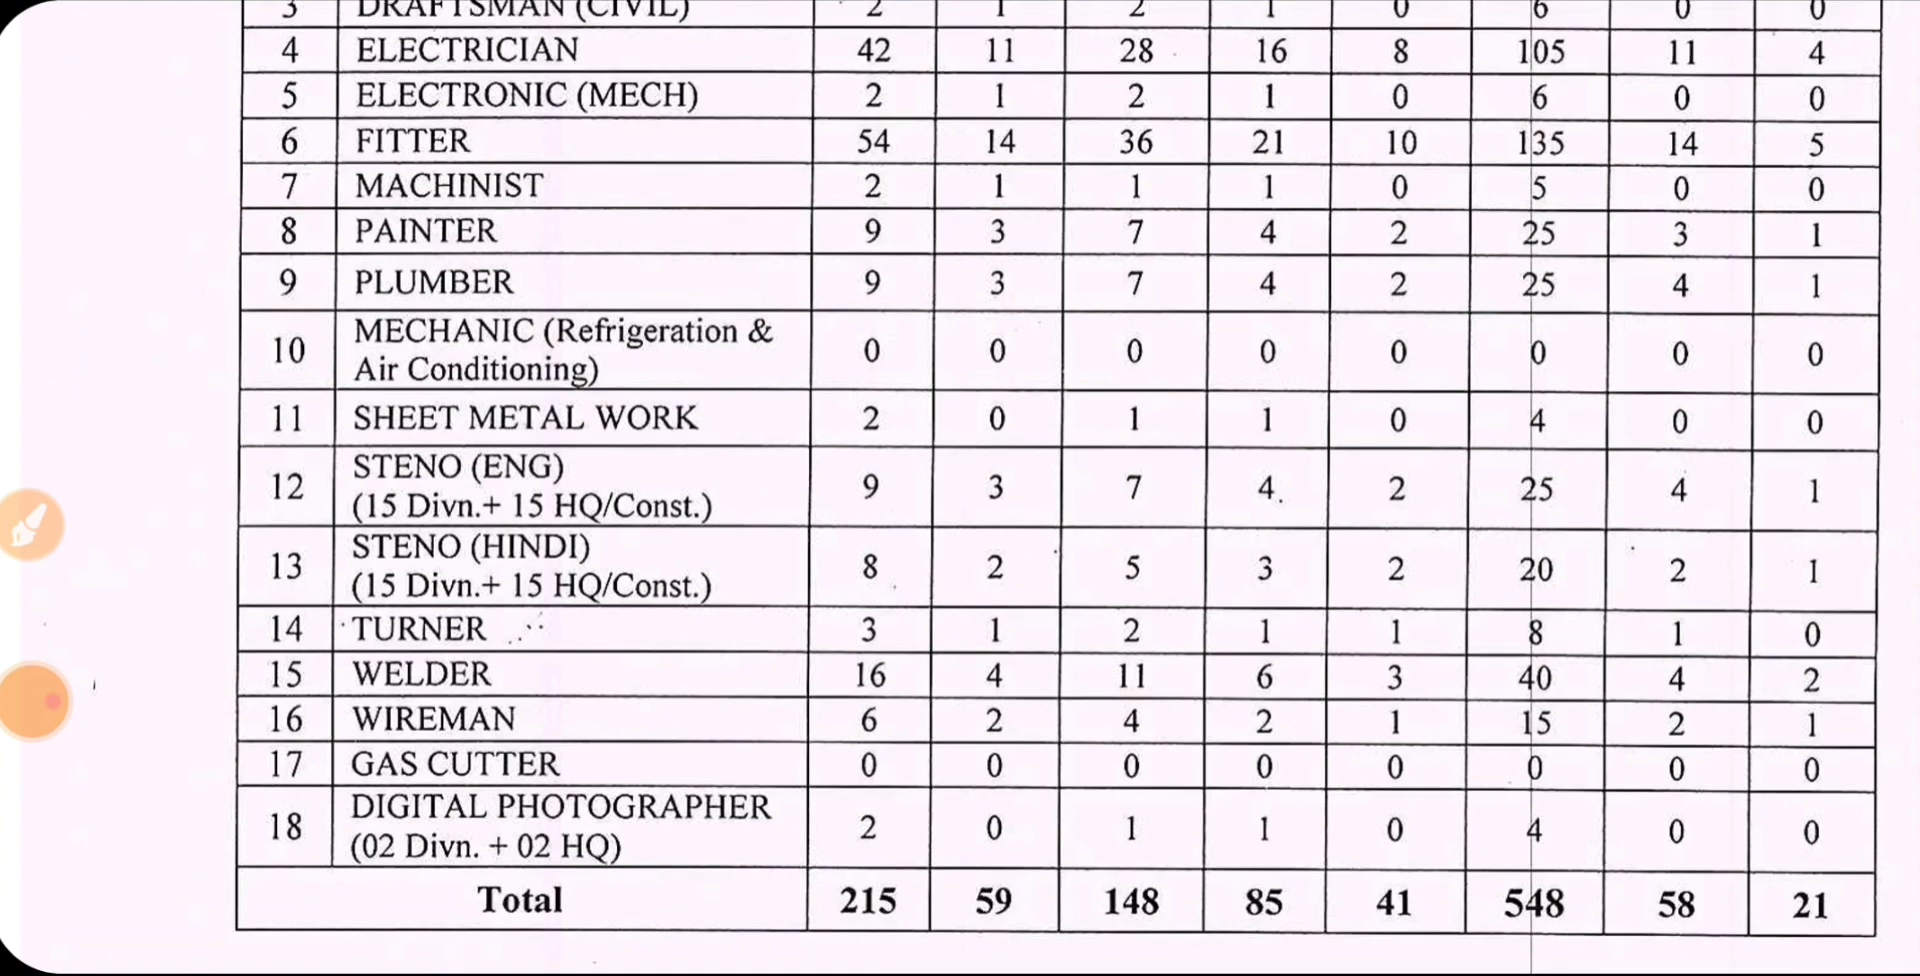 3 DRAFTSMAN (CIVIL) 2 1 2 1 0 6 0 0
4 ELECTRICIAN 42 11 28 16 8 105 11 4
5 ELECTRONIC (MECH) 2 1 2 1 0 6 0 0
6 FITTER 54 14 36 21 10 135 14 5
7 MACHINIST 2 1 1 1 0 5 0 0
8 PAINTER 9 3 7 4 2 25 3 1
9 PLUMBER 9 3 7 4 2 25 4 1
MECHANIC (Refrigeration &
10 Air Conditioning) 0 0 0 0 0 0 0 0
11 SHEET METAL WORK 2 0 1 1 0 4 0 0
STENO (ENG)
12 (15 Divn.+ 15 HQ/Const.) 9 3 7 4. 2 25 4 1
STENO (HINDI)
13 (15 Divn.+ 15 HQ/Const.) 8 2 5 3 2 20 2 1
14 TURNER 3 1 2 1 1 8 1 0
15 WELDER 16 4 11 6 3 40 4 2
16 WIREMAN 6 2 4 2 1 15 2 1
17 GAS CUTTER 0 0 0 0 0 0 0 0
DIGITAL PHOTOGRAPHER
18 (02 Divn. + 02 HQ) 2 0 1 1 0 4 0 0
Total 215 59 148 85 41 548 58 21